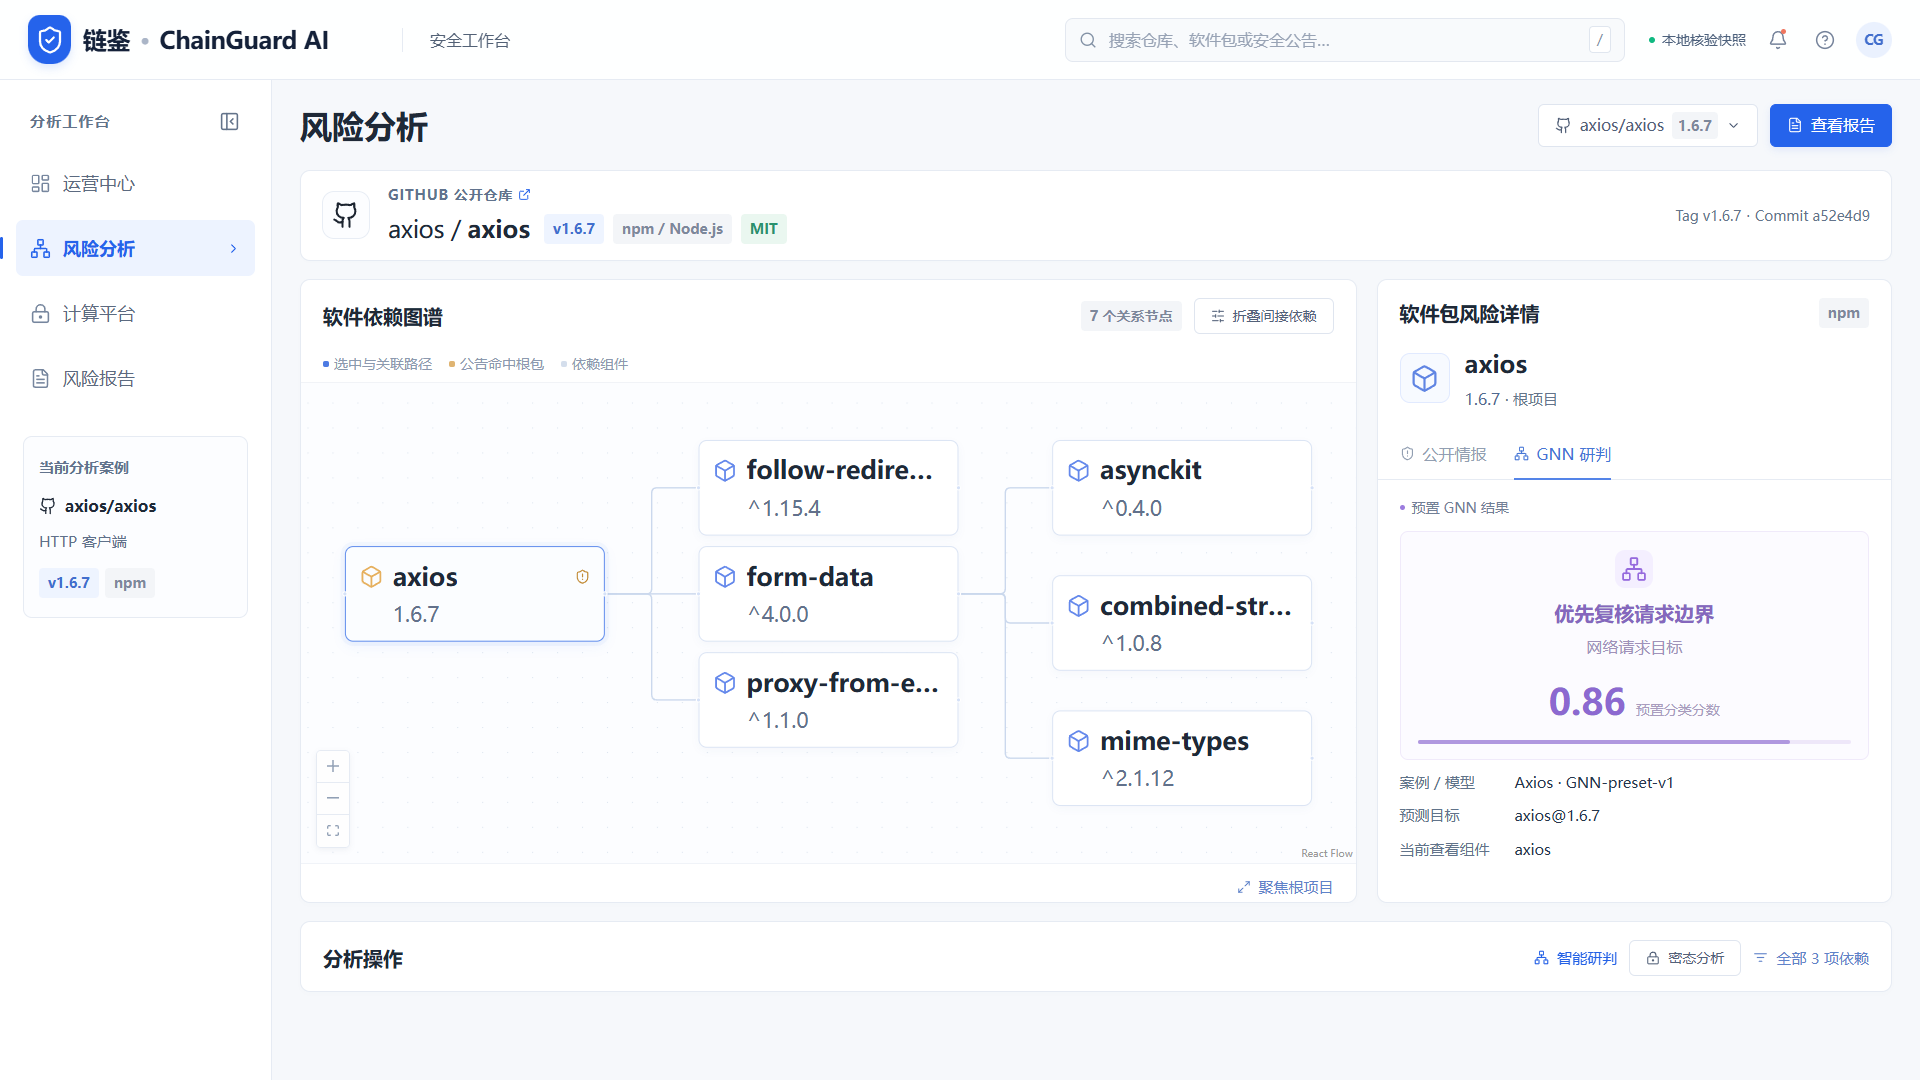 链鉴 • ChainGuard AI
安全工作台
搜索仓库、软件包或安全公告...
/
本地核验快照
CG
分析工作台
运营中心
风险分析
计算平台
风险报告
当前分析案例
axios/axios
HTTP 客户端
v1.6.7 npm
风险分析
axios/axios 1.6.7
查看报告
GITHUB 公开仓库
axios / axios v1.6.7 npm / Node.js MIT
Tag v1.6.7 · Commit a52e4d9
软件依赖图谱
7 个关系节点
折叠间接依赖
选中与关联路径 公告命中根包 依赖组件
axios
1.6.7
follow-redire...
^1.15.4
form-data
^4.0.0
proxy-from-e...
^1.1.0
asynckit
^0.4.0
combined-str...
^1.0.8
mime-types
^2.1.12
React Flow
聚焦根项目
软件包风险详情
npm
axios
1.6.7 · 根项目
公开情报 GNN 研判
预置 GNN 结果
优先复核请求边界
网络请求目标
0.86 预置分类分数
案例 / 模型 Axios · GNN-preset-v1
预测目标 axios@1.6.7
当前查看组件 axios
分析操作
智能研判
密态分析
全部 3 项依赖